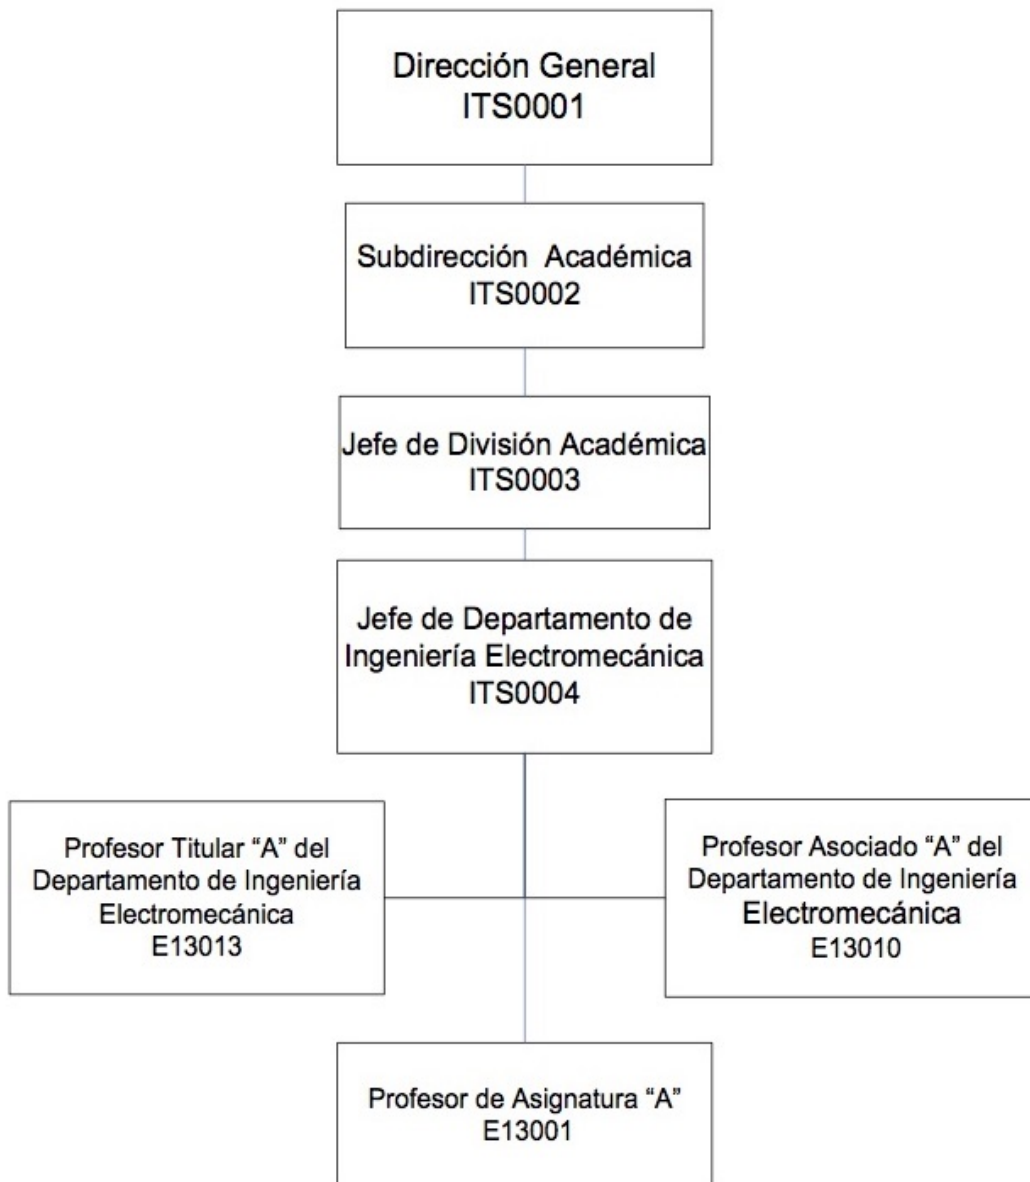 Dirección General
ITS0001
Subdirección Académica
ITS0002
Jefe de División Académica
ITS0003
Jefe de Departamento de
Ingeniería Electromecánica
ITS0004
Profesor Titular “A” del
Departamento de Ingeniería
Electromecánica
E13013
Profesor Asociado “A” del
Departamento de Ingeniería
Electromecánica
E13010
Profesor de Asignatura “A”
E13001